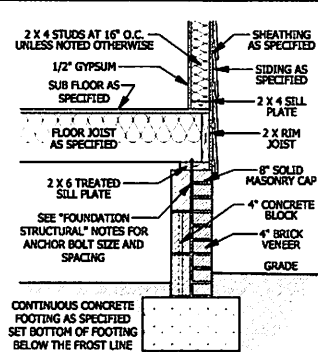 2 X 4 STUDS AT 16" O.C.
UNLESS NOTED OTHERWISE
1/2" GYPSUM
SUB FLOOR AS
SPECIFIED
FLOOR JOIST
AS SPECIFIED
2 X 6 TREATED
SILL PLATE
SEE "FOUNDATION
STRUCTURAL" NOTES FOR
ANCHOR BOLT SIZE AND
SPACING
CONTINUOUS CONCRETE
FOOTING AS SPECIFIED
SET BOTTOM OF FOOTING
BELOW THE FROST LINE
SHEATHING
AS SPECIFIED
SIDING AS
SPECIFIED
2 X 4 SILL
PLATE
2 X RIM
JOIST
8" SOLID
MASONRY CAP
4" CONCRETE
BLOCK
4" BRICK
VENEER
GRADE